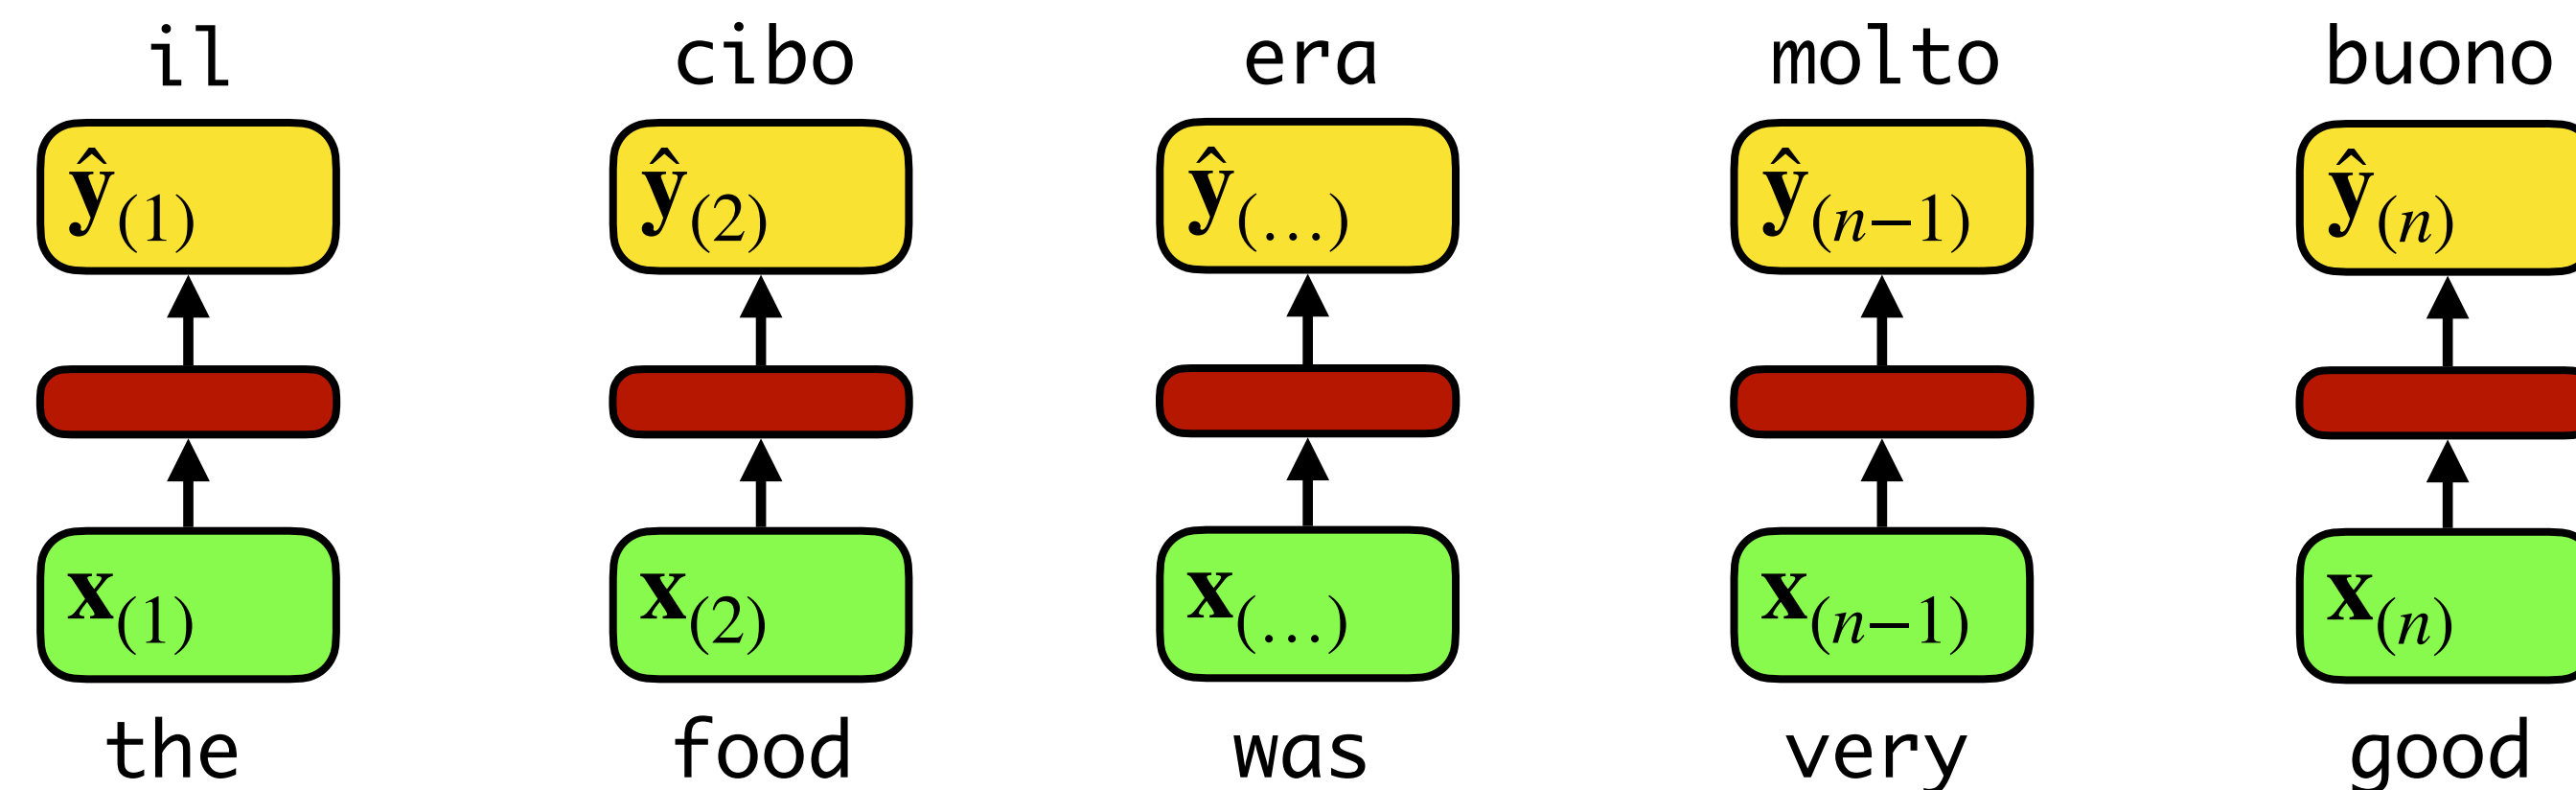 il cibo era molto buono
ŷ(1) ŷ(2) ŷ(…) ŷ(n−1) ŷ(n)
x(1) x(2) x(…) x(n−1) x(n)
the food was very good